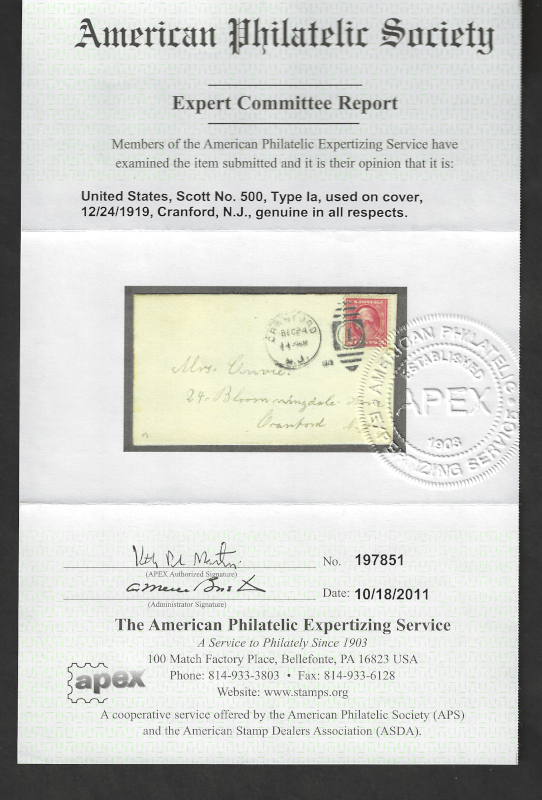 American Philatelic Society
Expert Committee Report
Members of the American Philatelic Expertizing Service have
examined the item submitted and it is their opinion that it is:
United States, Scott No. 500, Type Ia, used on cover,
12/24/1919, Cranford, N.J., genuine in all respects.
CRANFORD
DEC 24
N.J.
Mrs.
24 Bloomingdale
Cranford
AMERICAN PHILATELIC
EXPERTIZING SERVICE
ESTABLISHED
APEX
1903
(APEX Authorized Signature)
No. 197851
(Administrator Signature)
Date: 10/18/2011
The American Philatelic Expertizing Service
A Service to Philately Since 1903
100 Match Factory Place, Bellefonte, PA 16823 USA
Phone: 814-933-3803 • Fax: 814-933-6128
Website: www.stamps.org
apex
A cooperative service offered by the American Philatelic Society (APS)
and the American Stamp Dealers Association (ASDA).